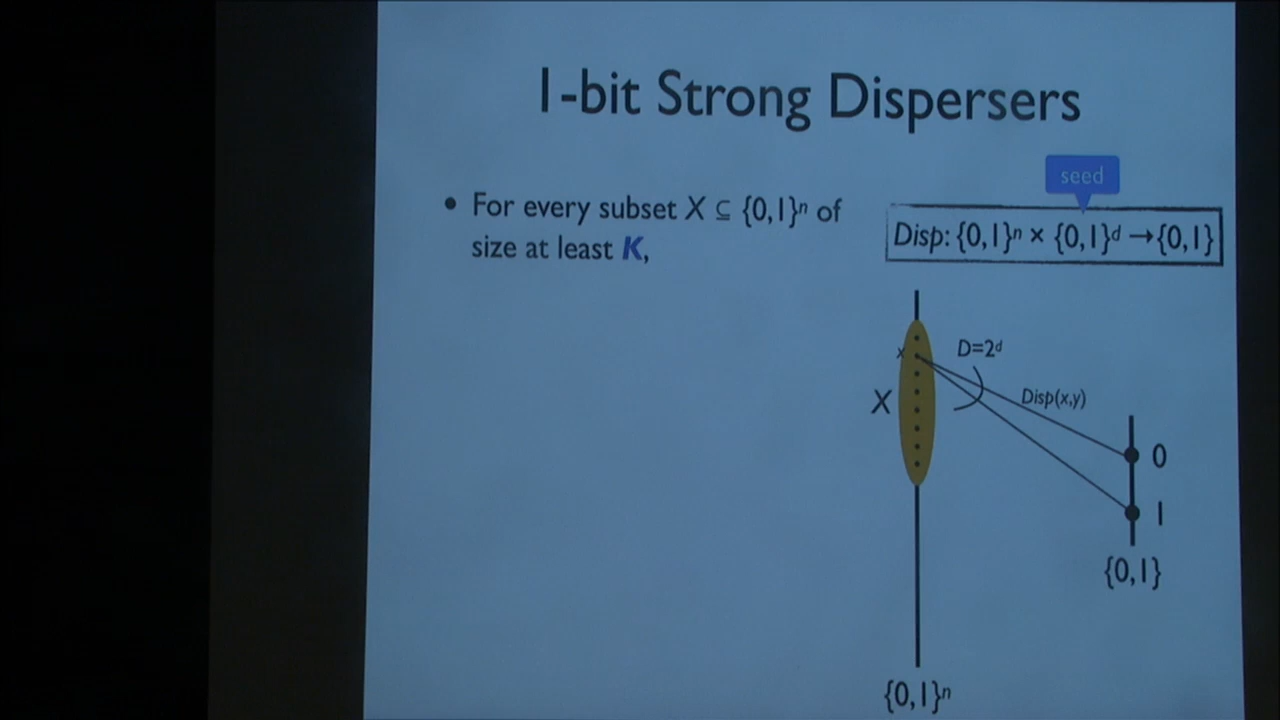 1-bit Strong Dispersers
seed
• For every subset X ⊆ {0,1}ⁿ of
size at least K,
Disp: {0,1}ⁿ × {0,1}ᵈ →{0,1}
x
D=2ᵈ
X
Disp(x,y)
0
1
{0,1}
{0,1}ⁿ